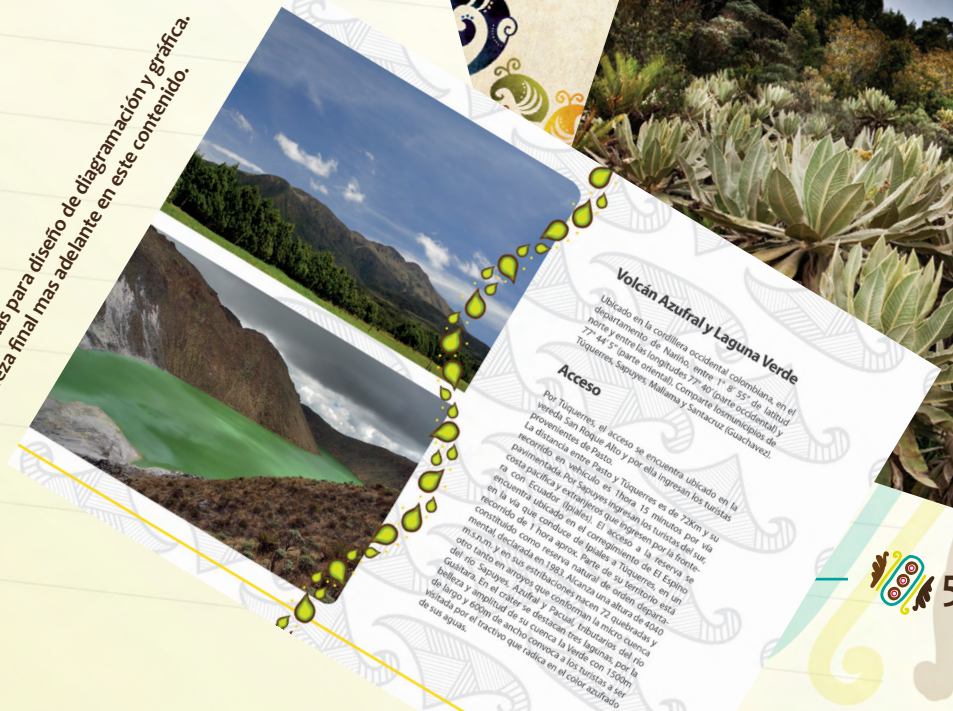 as para diseño de diagramación y gráfica.
eza final mas adelante en este contenido.
Volcán Azufral y Laguna Verde
Ubicado en la cordillera occidental colombiana, en el
departamento de Nariño, entre 1° 8´ 55˝ de latitud
norte y entre las longitudes 77° 40´ (parte occidental) y
77° 44´ 5˝ (parte oriental). Comparte losmunicipios de
Túquerres, Sapuyes, Mallama y Santacruz (Guachavez).
Acceso
Por Túquerres, el acceso se encuentra ubicado en la
vereda San Roque Alto y por ella ingresan los turistas
provenientes de Pasto.
La distancia entre Pasto y Túquerres es de 72Km y su
recorrido en vehículo es 1hora 15 minutos por vía
pavimentada. Por Sapuyes ingresan los turistas del sur,
costa pacífica y extranjeros que ingresen por la fronte-
ra con Ecuador (Ipiales). El acceso a la reserva se
encuentra ubicado en el corregimiento de El Espino
en la vía que conduce de Ipiales a Túquerres, en un
recorrido de 1 hora aprox. Parte de su territorio está
constituido como reserva natural de orden departa-
mental, declarada en 1983. Alcanza una altura de 4040
m.s.n.m. y en sus estribaciones nacen 22 quebradas y
otro tanto en arroyos que conforman la micro cuenca
del río Sapuyes, Azufral y Pacual, tributarios del río
Guáitara. En el cráter se destacan tres lagunas, por la
belleza y amplitud de su cuenca la Verde con 1500m
de largo y 600m de ancho convoca a los turistas a ser
visitada por el tractivo que radica en el color azufrado
de sus aguas.
5